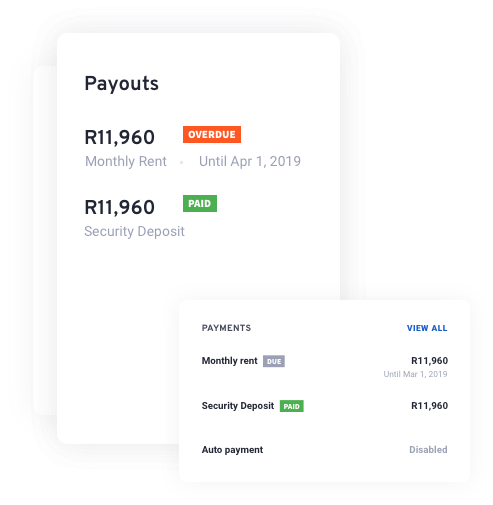 Payouts
R11,960 OVERDUE
Monthly Rent • Until Apr 1, 2019
R11,960 PAID
Security Deposit
PAYMENTS VIEW ALL
Monthly rent DUE R11,960
Until Mar 1, 2019
Security Deposit PAID R11,960
Auto payment Disabled